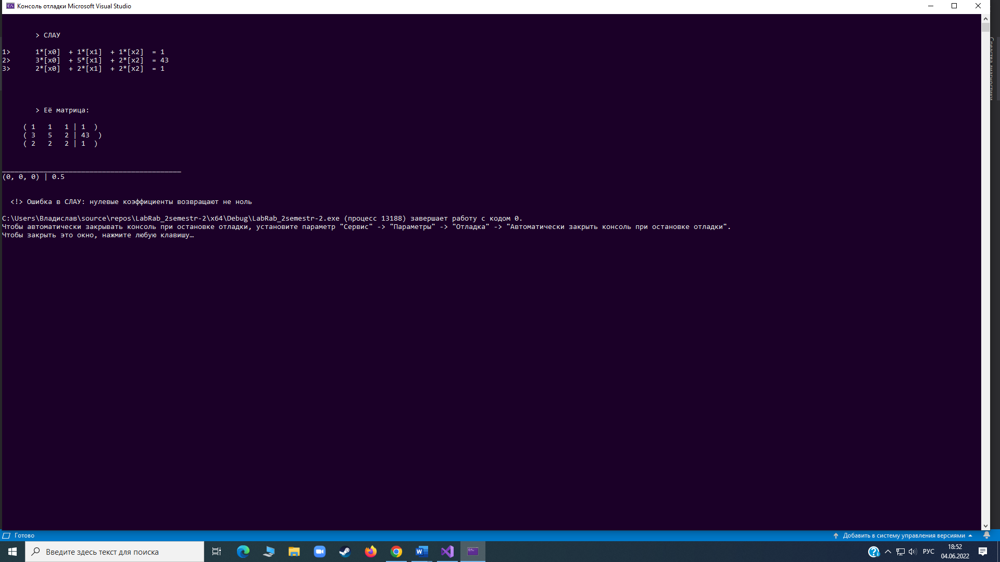 Консоль отладки Microsoft Visual Studio
> СЛАУ
1> 1*[x0] + 1*[x1] + 1*[x2] = 1
2> 3*[x0] + 5*[x1] + 2*[x2] = 43
3> 2*[x0] + 2*[x1] + 2*[x2] = 1
> Её матрица:
( 1 1 1 | 1 )
( 3 5 2 | 43 )
( 2 2 2 | 1 )
___________________________________________
(0, 0, 0) | 0.5
<!> Ошибка в СЛАУ: нулевые коэффициенты возвращают не ноль
C:\Users\Владислав\source\repos\LabRab_2semestr-2\x64\Debug\LabRab_2semestr-2.exe (процесс 13188) завершает работу с кодом 0.
Чтобы автоматически закрывать консоль при остановке отладки, установите параметр "Сервис" -> "Параметры" -> "Отладка" -> "Автоматически закрыть консоль при остановке отладки".
Чтобы закрыть это окно, нажмите любую клавишу…
Готово
Добавить в систему управления версиями
Введите здесь текст для поиска
РУС
18:52
04.06.2022